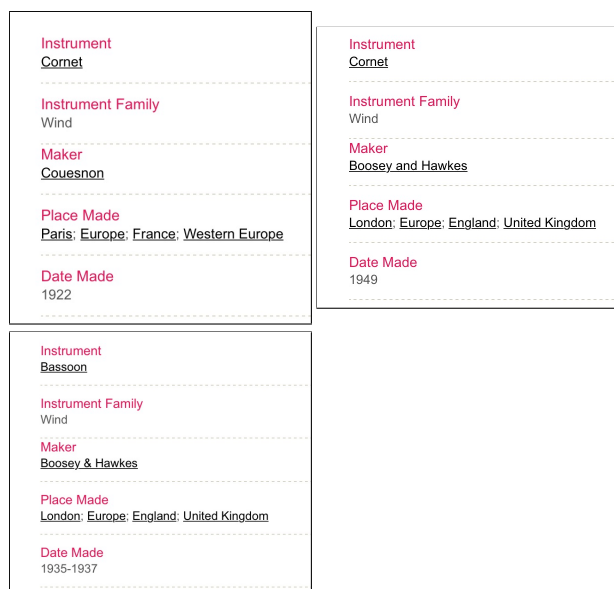 Instrument
Cornet
Instrument Family
Wind
Maker
Couesnon
Place Made
Paris; Europe; France; Western Europe
Date Made
1922
Instrument
Cornet
Instrument Family
Wind
Maker
Boosey and Hawkes
Place Made
London; Europe; England; United Kingdom
Date Made
1949
Instrument
Bassoon
Instrument Family
Wind
Maker
Boosey & Hawkes
Place Made
London; Europe; England; United Kingdom
Date Made
1935-1937